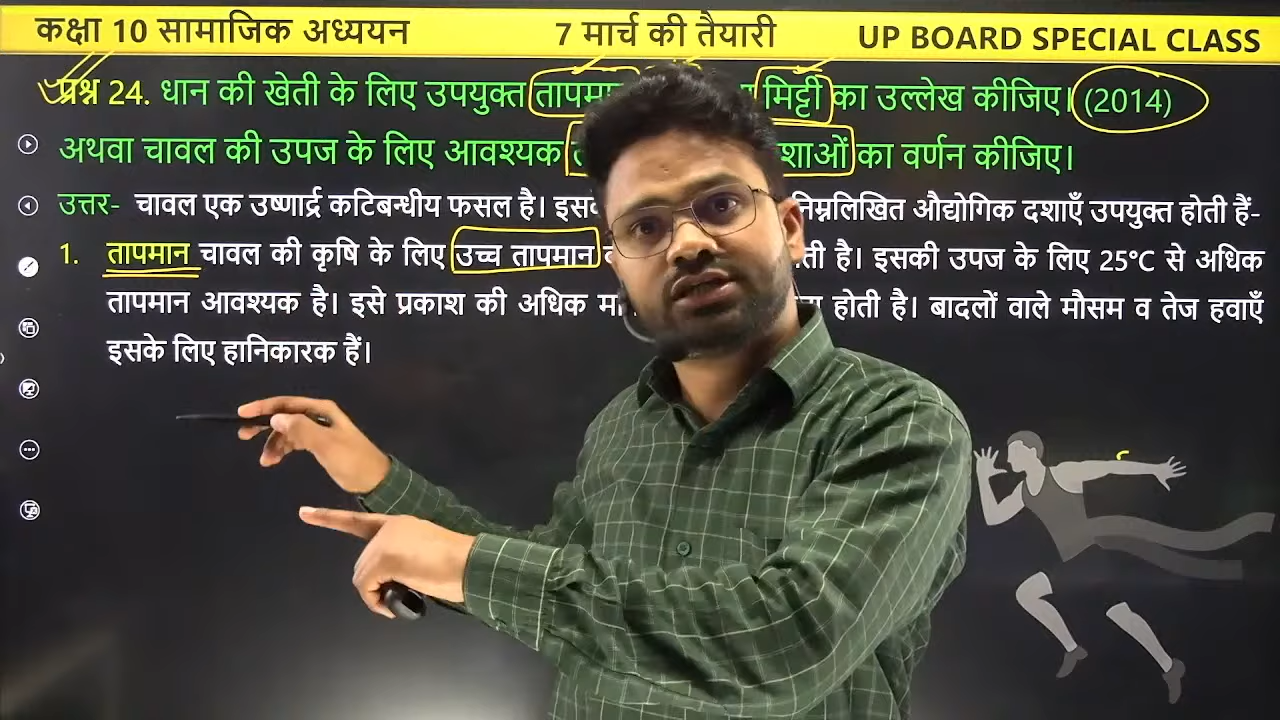 कक्षा 10 सामाजिक अध्ययन 7 मार्च की तैयारी UP BOARD SPECIAL CLASS
प्रश्न 24. धान की खेती के लिए उपयुक्त मिट्टी का उल्लेख कीजिए। (2014)
अथवा चावल की उपज के लिए आवश्यक का वर्णन कीजिए।
उत्तर- चावल एक उष्णार्द्र कटिबन्धीय फसल है। निम्नलिखित औद्योगिक दशाएँ उपयुक्त होती हैं-
1. तापमान चावल की कृषि के लिए उच्च तापमान है। इसकी उपज के लिए 25°C से अधिक
तापमान आवश्यक है। इसे प्रकाश की अधिक होती है। बादलों वाले मौसम व तेज हवाएँ
इसके लिए हानिकारक हैं।